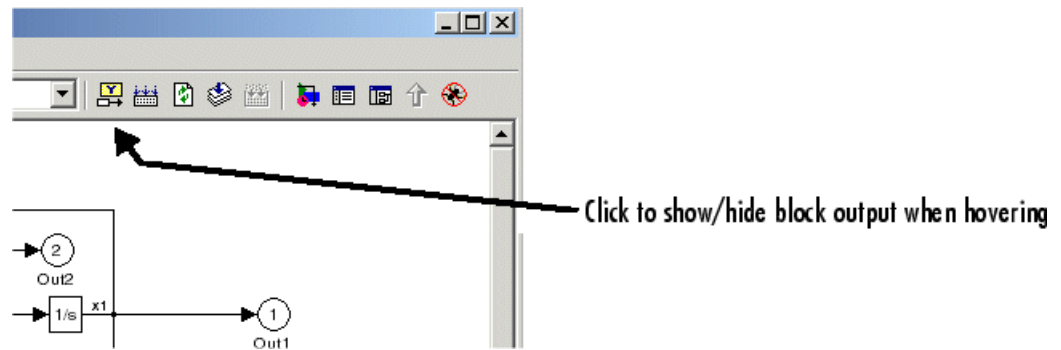 Y
Click to show/hide block output when hovering
2
Out2
1/s
x1
1
Out1